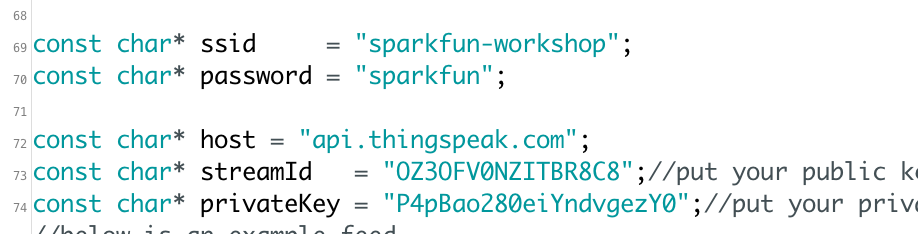 68
69 const char* ssid     = "sparkfun-workshop";
70 const char* password = "sparkfun";
71
72 const char* host = "api.thingspeak.com";
73 const char* streamId   = "OZ3OFV0NZITBR8C8";//put your public ke
74 const char* privateKey = "P4pBao280eiYndvgezY0";//put your priva
//below is an example feed